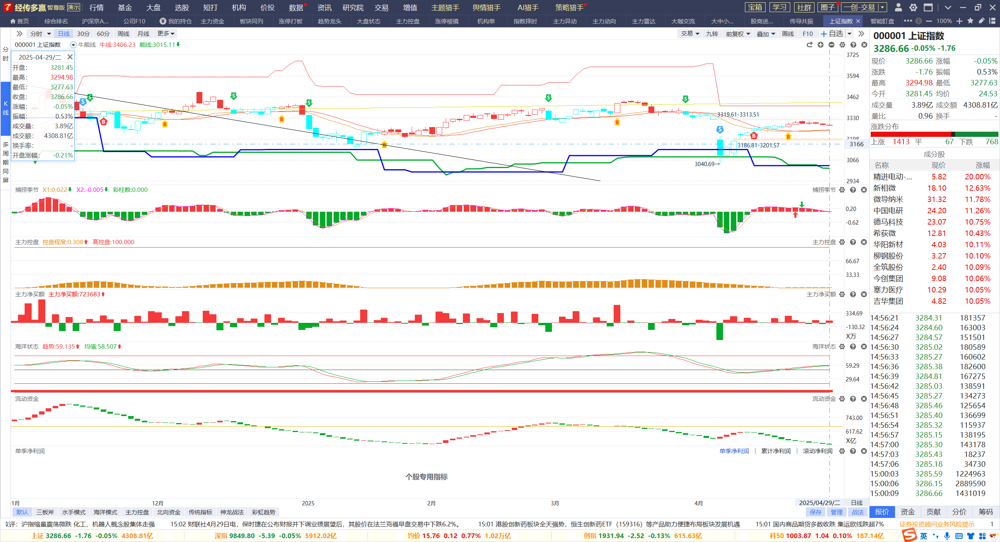 经传多赢 智尊版 演示 行情 基金 大盘 选股 短打 机构 价投 数据 资讯 研究院 交易 增值 主题猎手 舆情猎手 AI猎手 策略猎手 宝箱 学习 社群 圈子 一创-交易
首页 综合排名 沪深京A... 公司F10 我的持仓 主力资金 板块同列 涨停打板 趋势龙头 大盘状态 主力控盘 涨停棱镜 机构单 指数择时 主力异动 主力动向 主力雷达 大咖交流 大中小... 股商进... 传导共振 上证指数 智能盯盘 100%
分时 日线 30分 60分 周线 月线 更多 交易 九转 前复权 叠加 画线 F10 自选
000001 上证指数 牛熊线 牛线:3406.23 熊线:3015.11
分时
K线
多周期同屏
2025-04-29/二
开盘: 3281.45
最高: 3294.98
最低: 3277.63
收盘: 3286.66
涨幅: -0.05%
振幅: 0.53%
成交量: 3.89亿
成交额: 4308.81亿
换手率: -
开盘涨幅: -0.21%
3725
3594
3462
3330
3198
3166
3066
2934
3319.61-3313.51
3186.81-3201.57
3040.69→
捕捞季节 X1:0.022 X2:-0.005 彩柱数:0.000 捕捞季节
0.20
-0.62
主力控盘 控盘程度:0.308 高控盘:100.000 主力控盘
66.67
33.33
主力净买额 主力净买额:723683 主力净买额
334.69
-130.32
X万
海洋状态 趋势:59.135 均值:58.507 海洋状态
59.29
29.64
流动资金 流动资金
743.00
617.62
X亿
单季净利润 单季净利润 累计净利润 滚动净利润
个股专用指标
1月 12月 2025 2月 3月 4月 2025/04/29/二 日线
默认 三板斧 水手模式 海洋模式 主力控盘 北向资金 传统指标 神龙战法 彩虹趋势 保存 管理 战法
000001 上证指数
3286.66 -0.05% -1.76
现价 3286.66 涨幅 -0.05%
涨跌 -1.76 振幅 0.53%
最高 3294.98 最低 3277.63
今开 3281.45 均价 24.53
成交量 3.89亿 成交额 4308.81亿
量比 0.96 换手 -
涨跌分布
上涨 1413 平 67 下跌 768
成分股
名称 现价 涨幅
精进电动-... 5.82 20.00%
新相微 18.10 12.63%
微导纳米 31.32 11.78%
中国电研 24.20 11.26%
德马科技 23.07 10.75%
希荻微 12.81 10.43%
华阳新材 4.03 10.11%
柳钢股份 3.27 10.10%
全筑股份 2.40 10.09%
今创集团 9.08 10.06%
塞力医疗 10.29 10.05%
吉华集团 4.82 10.05%
14:56:21 3284.31 181357
14:56:24 3284.60 163003
14:56:27 3284.57 151501
14:56:30 3285.02 180589
14:56:33 3285.27 160602
14:56:36 3285.38 182600
14:56:39 3284.81 167275
14:56:42 3285.03 138591
14:56:45 3285.27 134273
14:56:48 3285.46 125654
14:56:51 3285.40 136699
14:56:54 3285.32 115937
14:56:57 3285.15 138195
14:57:00 3285.30 143178
14:57:03 3285.43 18237
14:57:06 3285.18 34730
15:00:03 3285.59 1224963
15:00:06 3286.15 2889590
15:00:09 3286.66 1431019
报价 资金 贡献 分价 筹码
评：沪指缩量震荡微跌 化工、机器人概念股集体走强 15:02 财联社4月29日电，保时捷在公布财报并下调业绩展望后，其股价在法兰克福早盘交易中下跌6.2%。 15:01 港股创新药板块全天强势，恒生创新药ETF（159316）等产品助力便捷布局板块发展机遇 15:01 国内商品期货多数收跌 集运欧线跌超7% 证券投资顾问业务风险提示 1
上证 3286.66 -1.76 -0.05% 4308.81亿 深指 9849.80 -5.39 -0.05% 5912.02亿 均价 15.76 0.12 0.77% 1.02万亿 创指 1931.94 -2.52 -0.13% 615.63亿 科50 1003.87 1.04 0.10% 187.14亿 英